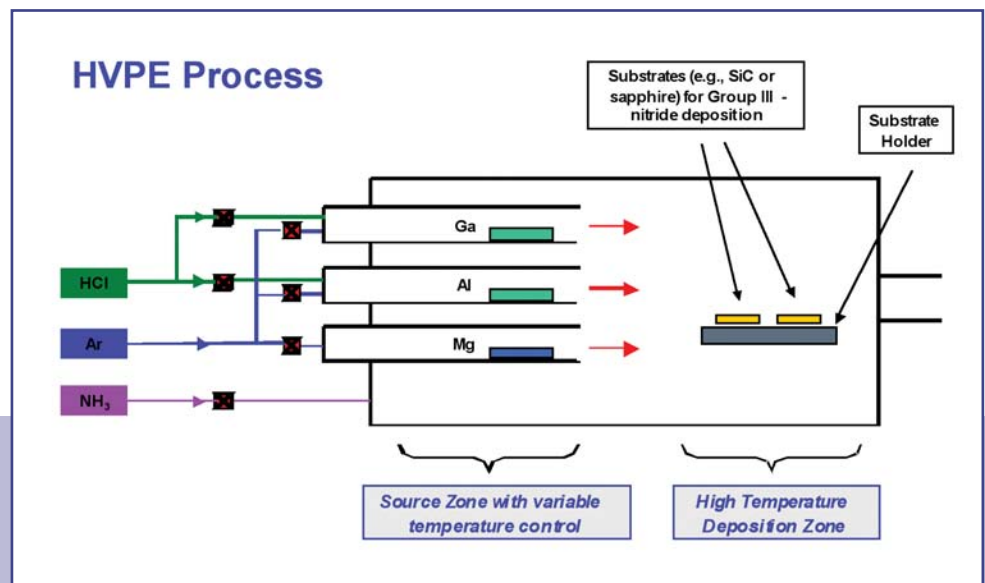 HVPE Process
Substrates (e.g., SiC or
sapphire) for Group III -
nitride deposition
Substrate
Holder
Ga
HCl
Al
Ar
Mg
NH₃
Source Zone with variable
temperature control
High Temperature
Deposition Zone